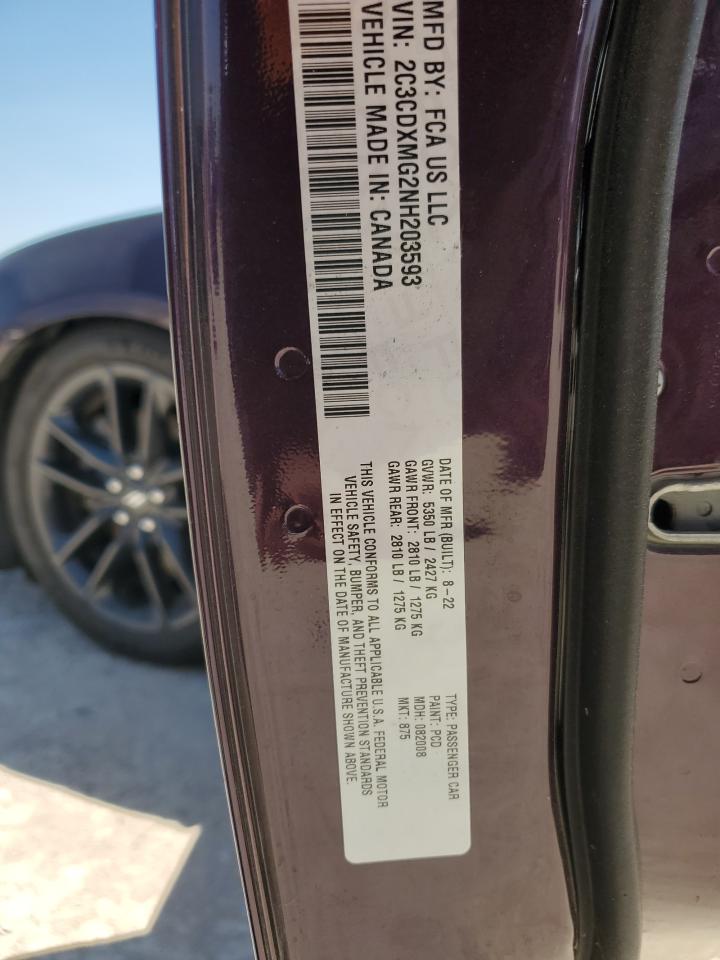 MFD BY: FCA US LLC
VIN: 2C3CDXMG2NH203593
VEHICLE MADE IN: CANADA
DATE OF MFR (BUILT): 8-22
GVWR: 5350 LB / 2427 KG
GAWR FRONT: 2810 LB / 1275 KG
GAWR REAR: 2810 LB / 1275 KG
THIS VEHICLE CONFORMS TO ALL APPLICABLE U.S.A. FEDERAL MOTOR
VEHICLE SAFETY, BUMPER, AND THEFT PREVENTION STANDARDS
IN EFFECT ON THE DATE OF MANUFACTURE SHOWN ABOVE.
TYPE: PASSENGER CAR
PAINT: PCD
MDH: 082008
MKT: 875